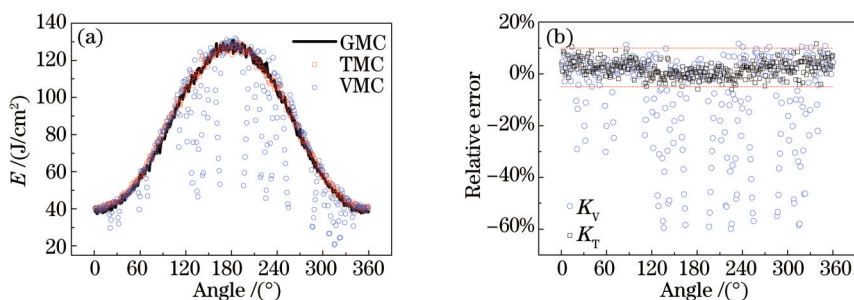 (a)
GMC
TMC
VMC
E /(J/cm²)
140
120
100
80
60
40
20
0 60 120 180 240 300 360
Angle /(°)
(b)
Relative error
20%
0%
−20%
−40%
−60%
K_V
K_T
0 60 120 180 240 300 360
Angle /(°)